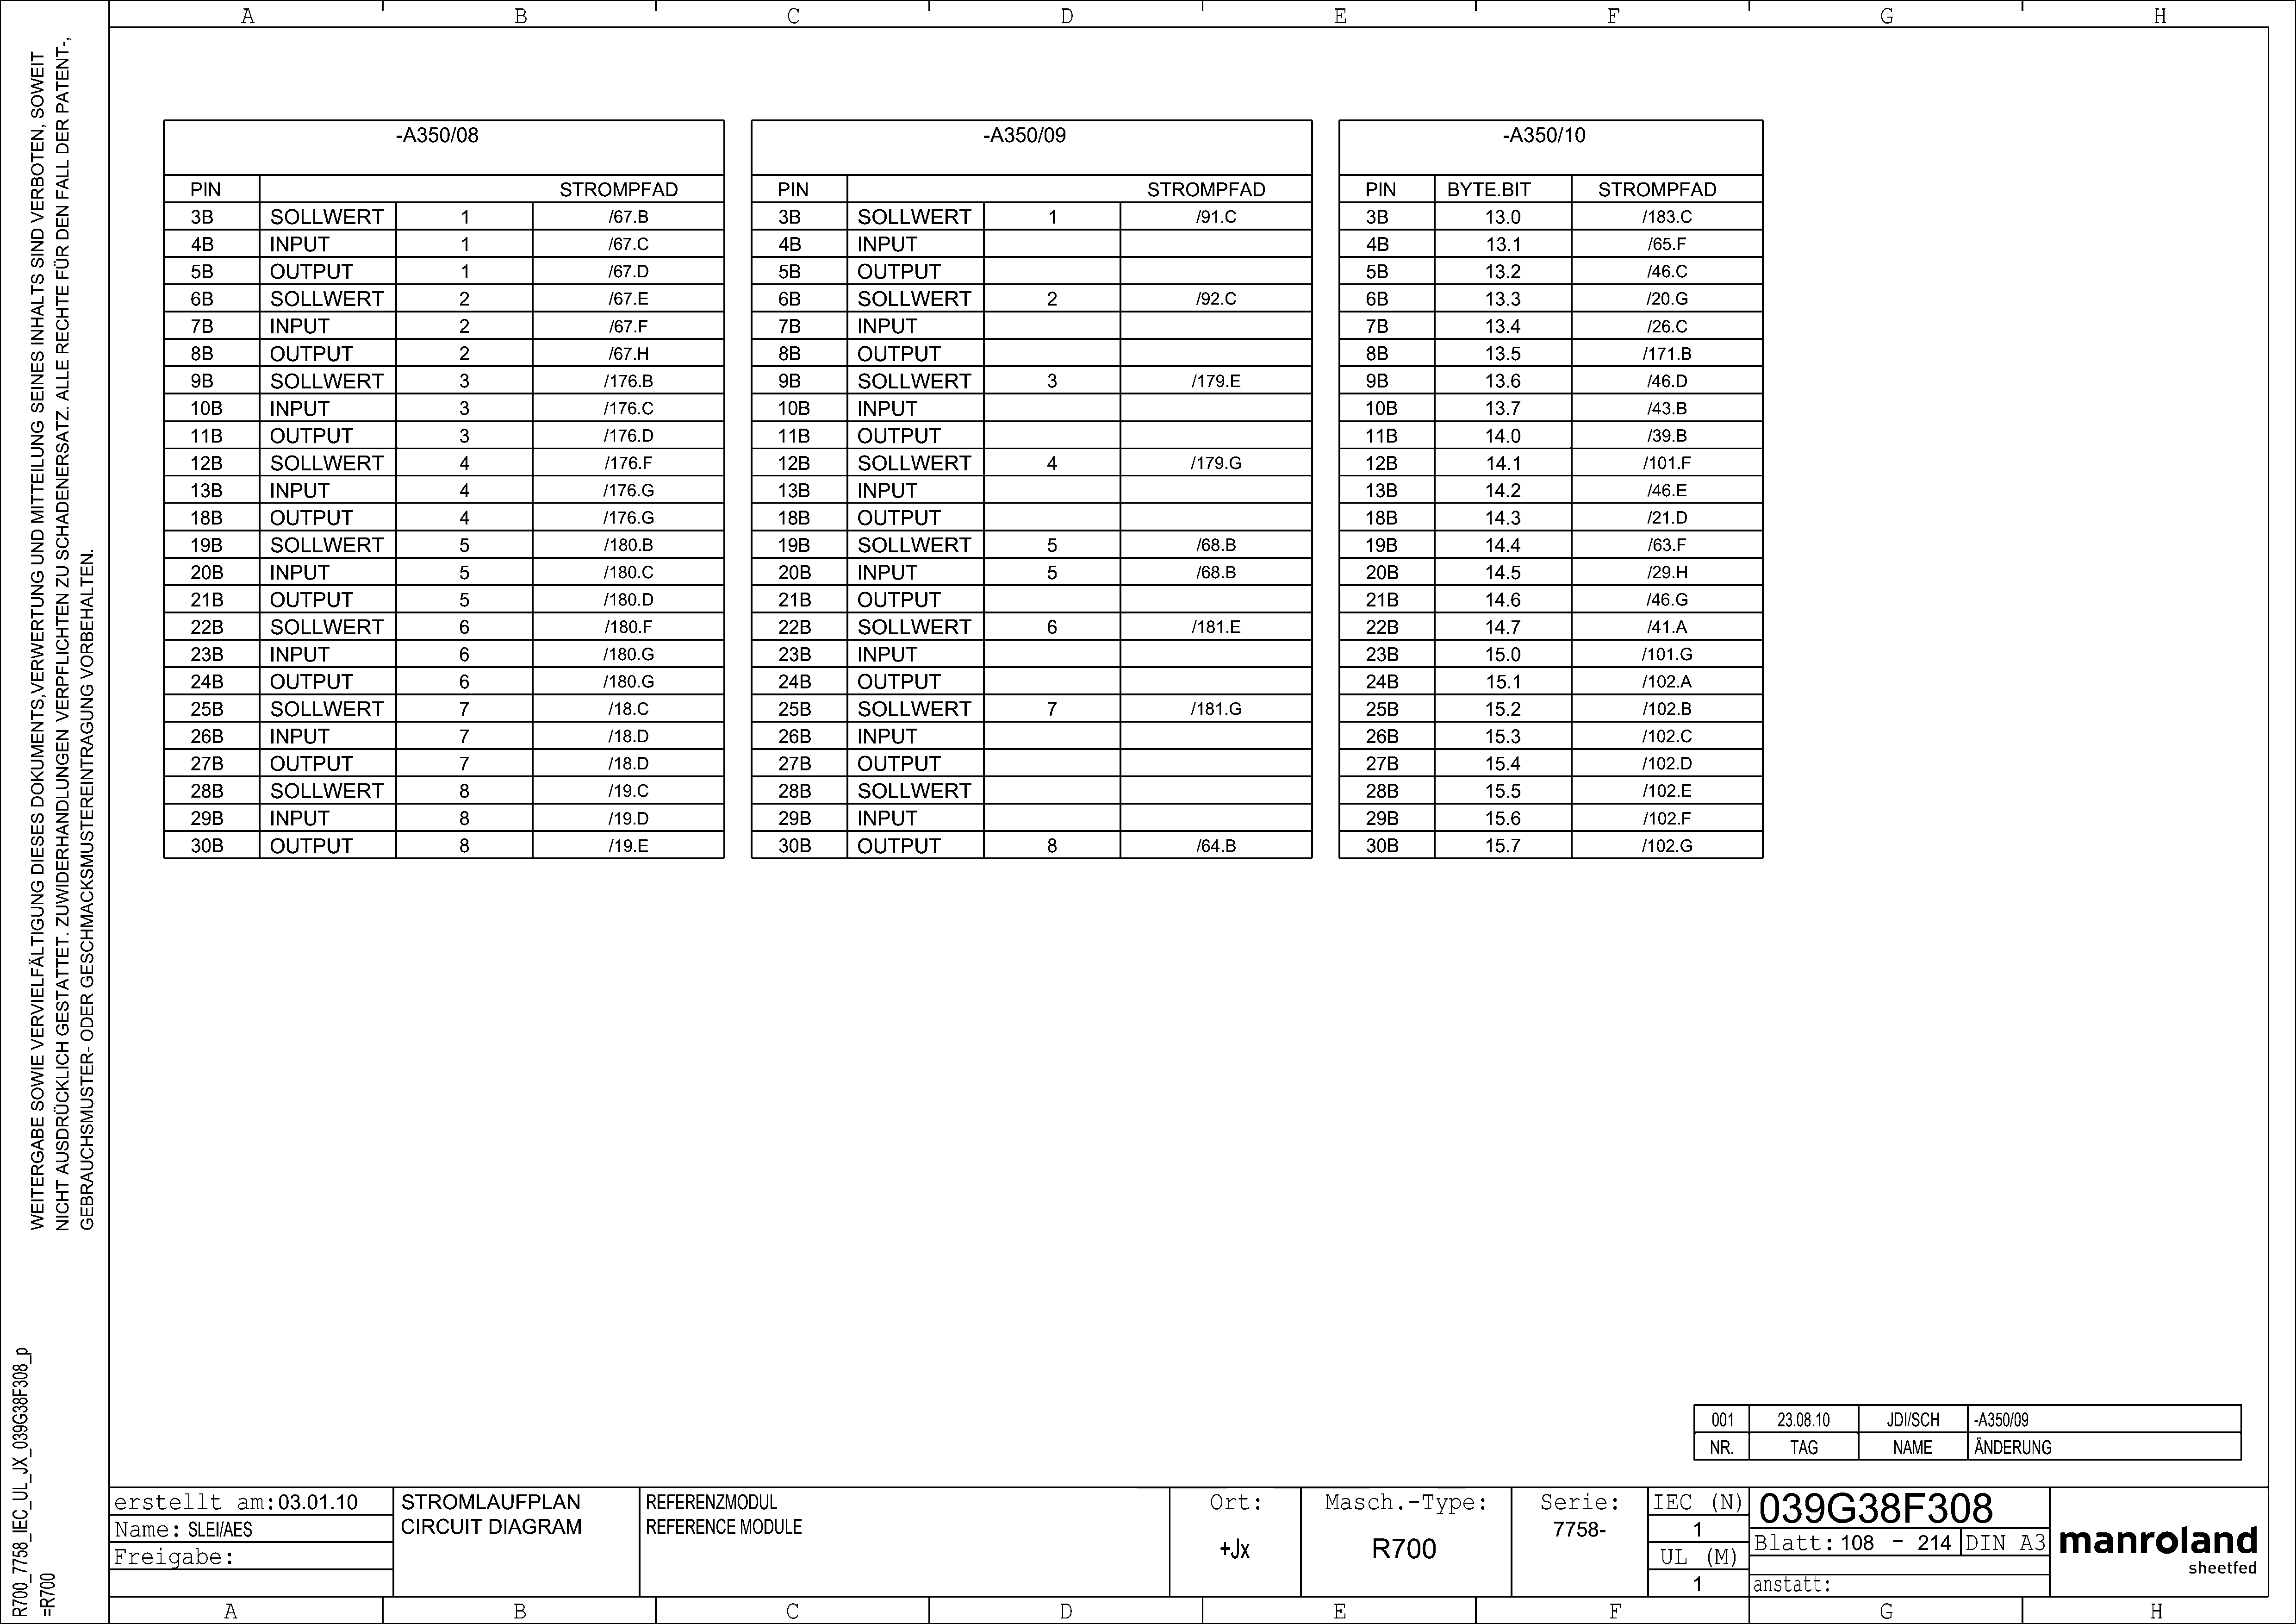 A B C D E F G H
WEITERGABE SOWIE VERVIELFÄLTIGUNG DIESES DOKUMENTS,VERWERTUNG UND MITTEILUNG SEINES INHALTS SIND VERBOTEN, SOWEIT
NICHT AUSDRÜCKLICH GESTATTET. ZUWIDERHANDLUNGEN VERPFLICHTEN ZU SCHADENERSATZ. ALLE RECHTE FÜR DEN FALL DER PATENT-,
GEBRAUCHSMUSTER- ODER GESCHMACKSMUSTEREINTRAGUNG VORBEHALTEN.
R700_7758_IEC_UL_JX_039G38F308_p
=R700
-A350/08
PIN STROMPFAD
3B SOLLWERT 1 /67.B
4B INPUT 1 /67.C
5B OUTPUT 1 /67.D
6B SOLLWERT 2 /67.E
7B INPUT 2 /67.F
8B OUTPUT 2 /67.H
9B SOLLWERT 3 /176.B
10B INPUT 3 /176.C
11B OUTPUT 3 /176.D
12B SOLLWERT 4 /176.F
13B INPUT 4 /176.G
18B OUTPUT 4 /176.G
19B SOLLWERT 5 /180.B
20B INPUT 5 /180.C
21B OUTPUT 5 /180.D
22B SOLLWERT 6 /180.F
23B INPUT 6 /180.G
24B OUTPUT 6 /180.G
25B SOLLWERT 7 /18.C
26B INPUT 7 /18.D
27B OUTPUT 7 /18.D
28B SOLLWERT 8 /19.C
29B INPUT 8 /19.D
30B OUTPUT 8 /19.E
-A350/09
PIN STROMPFAD
3B SOLLWERT 1 /91.C
4B INPUT
5B OUTPUT
6B SOLLWERT 2 /92.C
7B INPUT
8B OUTPUT
9B SOLLWERT 3 /179.E
10B INPUT
11B OUTPUT
12B SOLLWERT 4 /179.G
13B INPUT
18B OUTPUT
19B SOLLWERT 5 /68.B
20B INPUT 5 /68.B
21B OUTPUT
22B SOLLWERT 6 /181.E
23B INPUT
24B OUTPUT
25B SOLLWERT 7 /181.G
26B INPUT
27B OUTPUT
28B SOLLWERT
29B INPUT
30B OUTPUT 8 /64.B
-A350/10
PIN BYTE.BIT STROMPFAD
3B 13.0 /183.C
4B 13.1 /65.F
5B 13.2 /46.C
6B 13.3 /20.G
7B 13.4 /26.C
8B 13.5 /171.B
9B 13.6 /46.D
10B 13.7 /43.B
11B 14.0 /39.B
12B 14.1 /101.F
13B 14.2 /46.E
18B 14.3 /21.D
19B 14.4 /63.F
20B 14.5 /29.H
21B 14.6 /46.G
22B 14.7 /41.A
23B 15.0 /101.G
24B 15.1 /102.A
25B 15.2 /102.B
26B 15.3 /102.C
27B 15.4 /102.D
28B 15.5 /102.E
29B 15.6 /102.F
30B 15.7 /102.G
001 23.08.10 JDI/SCH -A350/09
NR. TAG NAME ÄNDERUNG
erstellt am: 03.01.10
Name: SLEI/AES
Freigabe:
STROMLAUFPLAN
CIRCUIT DIAGRAM
REFERENZMODUL
REFERENCE MODULE
Ort:
+Jx
Masch.-Type:
R700
Serie:
7758-
IEC (N)
1
UL (M)
1
039G38F308
Blatt: 108 - 214 DIN A3
anstatt:
manroland
sheetfed
A B C D E F G H